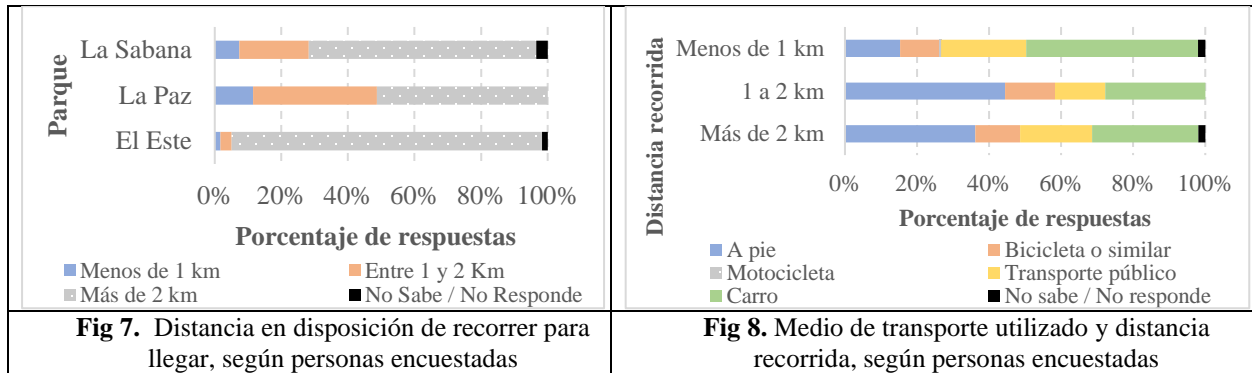 La Sabana
La Paz
El Este
Parque
0% 20% 40% 60% 80% 100%
Porcentaje de respuestas
Menos de 1 km Entre 1 y 2 Km
Más de 2 km No Sabe / No Responde
Fig 7. Distancia en disposición de recorrer para
llegar, según personas encuestadas
Menos de 1 km
1 a 2 km
Más de 2 km
Distancia recorrida
0% 20% 40% 60% 80% 100%
Porcentaje de respuestas
A pie Bicicleta o similar
Motocicleta Transporte público
Carro No sabe / No responde
Fig 8. Medio de transporte utilizado y distancia
recorrida, según personas encuestadas